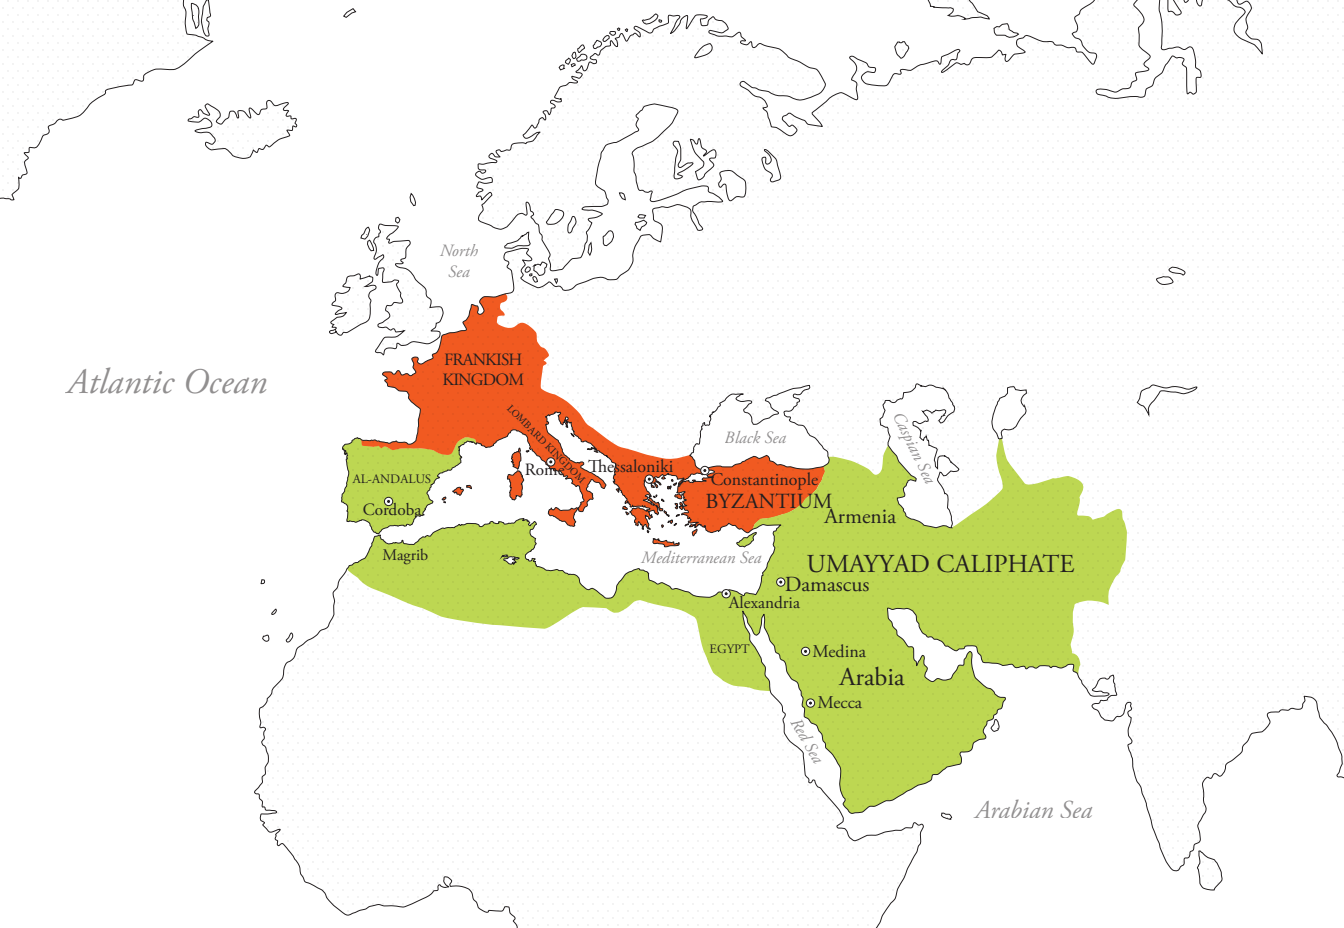 North
Sea
FRANKISH
KINGDOM
Atlantic Ocean
LOMBARD KINGDOM
Black Sea
Caspian Sea
Rome
Thessaloniki
Constantinople
BYZANTIUM
AL-ANDALUS
Cordoba
Armenia
Magrib
Mediterranean Sea
UMAYYAD CALIPHATE
Damascus
Alexandria
EGYPT
Medina
Arabia
Mecca
Red Sea
Arabian Sea